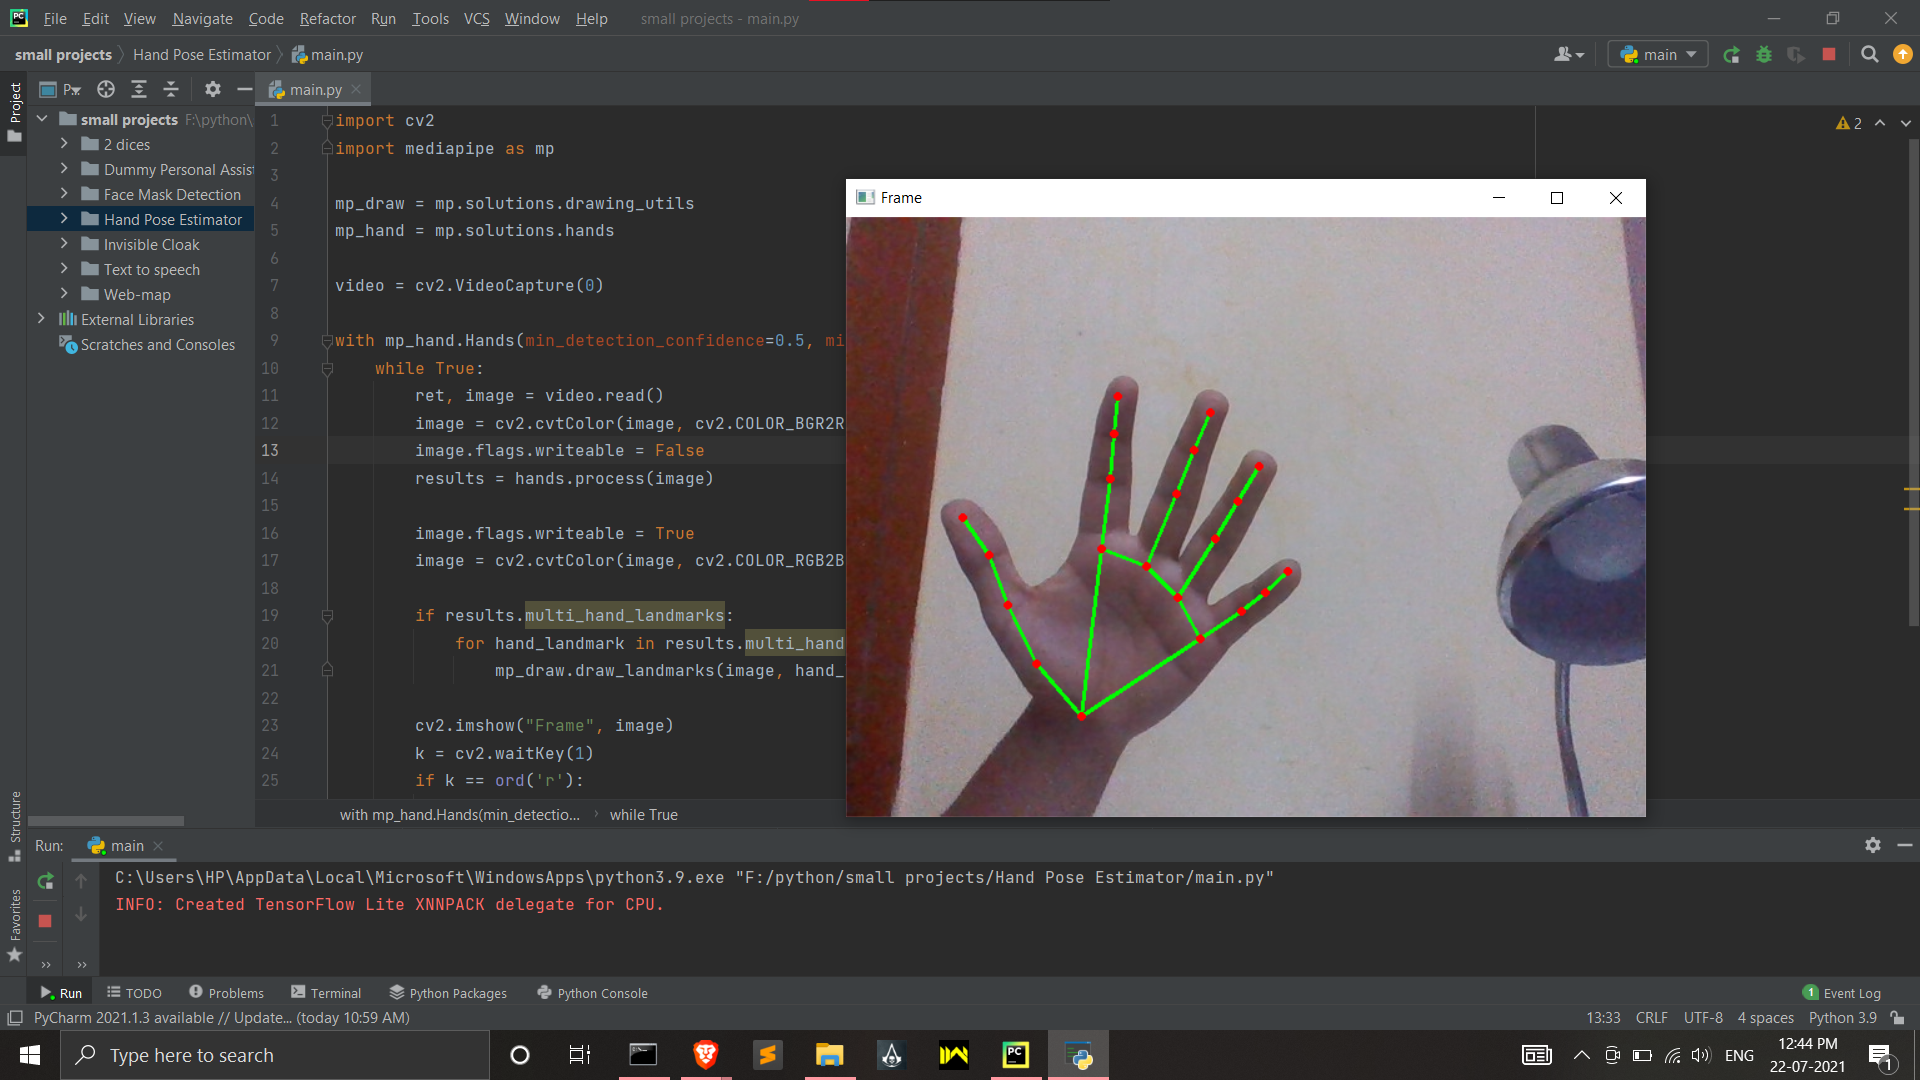 File Edit View Navigate Code Refactor Run Tools VCS Window Help small projects - main.py
small projects Hand Pose Estimator main.py
main
Project
P
main.py
small projects F:\python\
2 dices
Dummy Personal Assis
Face Mask Detection
Hand Pose Estimator
Invisible Cloak
Text to speech
Web-map
External Libraries
Scratches and Consoles
2
1 import cv2
2 import mediapipe as mp
3
4 mp_draw = mp.solutions.drawing_utils
5 mp_hand = mp.solutions.hands
6
7 video = cv2.VideoCapture(0)
8
9 with mp_hand.Hands(min_detection_confidence=0.5, mi
10 while True:
11 ret, image = video.read()
12 image = cv2.cvtColor(image, cv2.COLOR_BGR2R
13 image.flags.writeable = False
14 results = hands.process(image)
15
16 image.flags.writeable = True
17 image = cv2.cvtColor(image, cv2.COLOR_RGB2B
18
19 if results.multi_hand_landmarks:
20 for hand_landmark in results.multi_hand
21 mp_draw.draw_landmarks(image, hand_
22
23 cv2.imshow("Frame", image)
24 k = cv2.waitKey(1)
25 if k == ord('r'):
with mp_hand.Hands(min_detectio... while True
Frame
Structure
Favorites
Run: main
C:\Users\HP\AppData\Local\Microsoft\WindowsApps\python3.9.exe "F:/python/small projects/Hand Pose Estimator/main.py"
INFO: Created TensorFlow Lite XNNPACK delegate for CPU.
Run TODO Problems Terminal Python Packages Python Console 1 Event Log
PyCharm 2021.1.3 available // Update... (today 10:59 AM) 13:33 CRLF UTF-8 4 spaces Python 3.9
Type here to search
PC
ENG
12:44 PM
22-07-2021
1